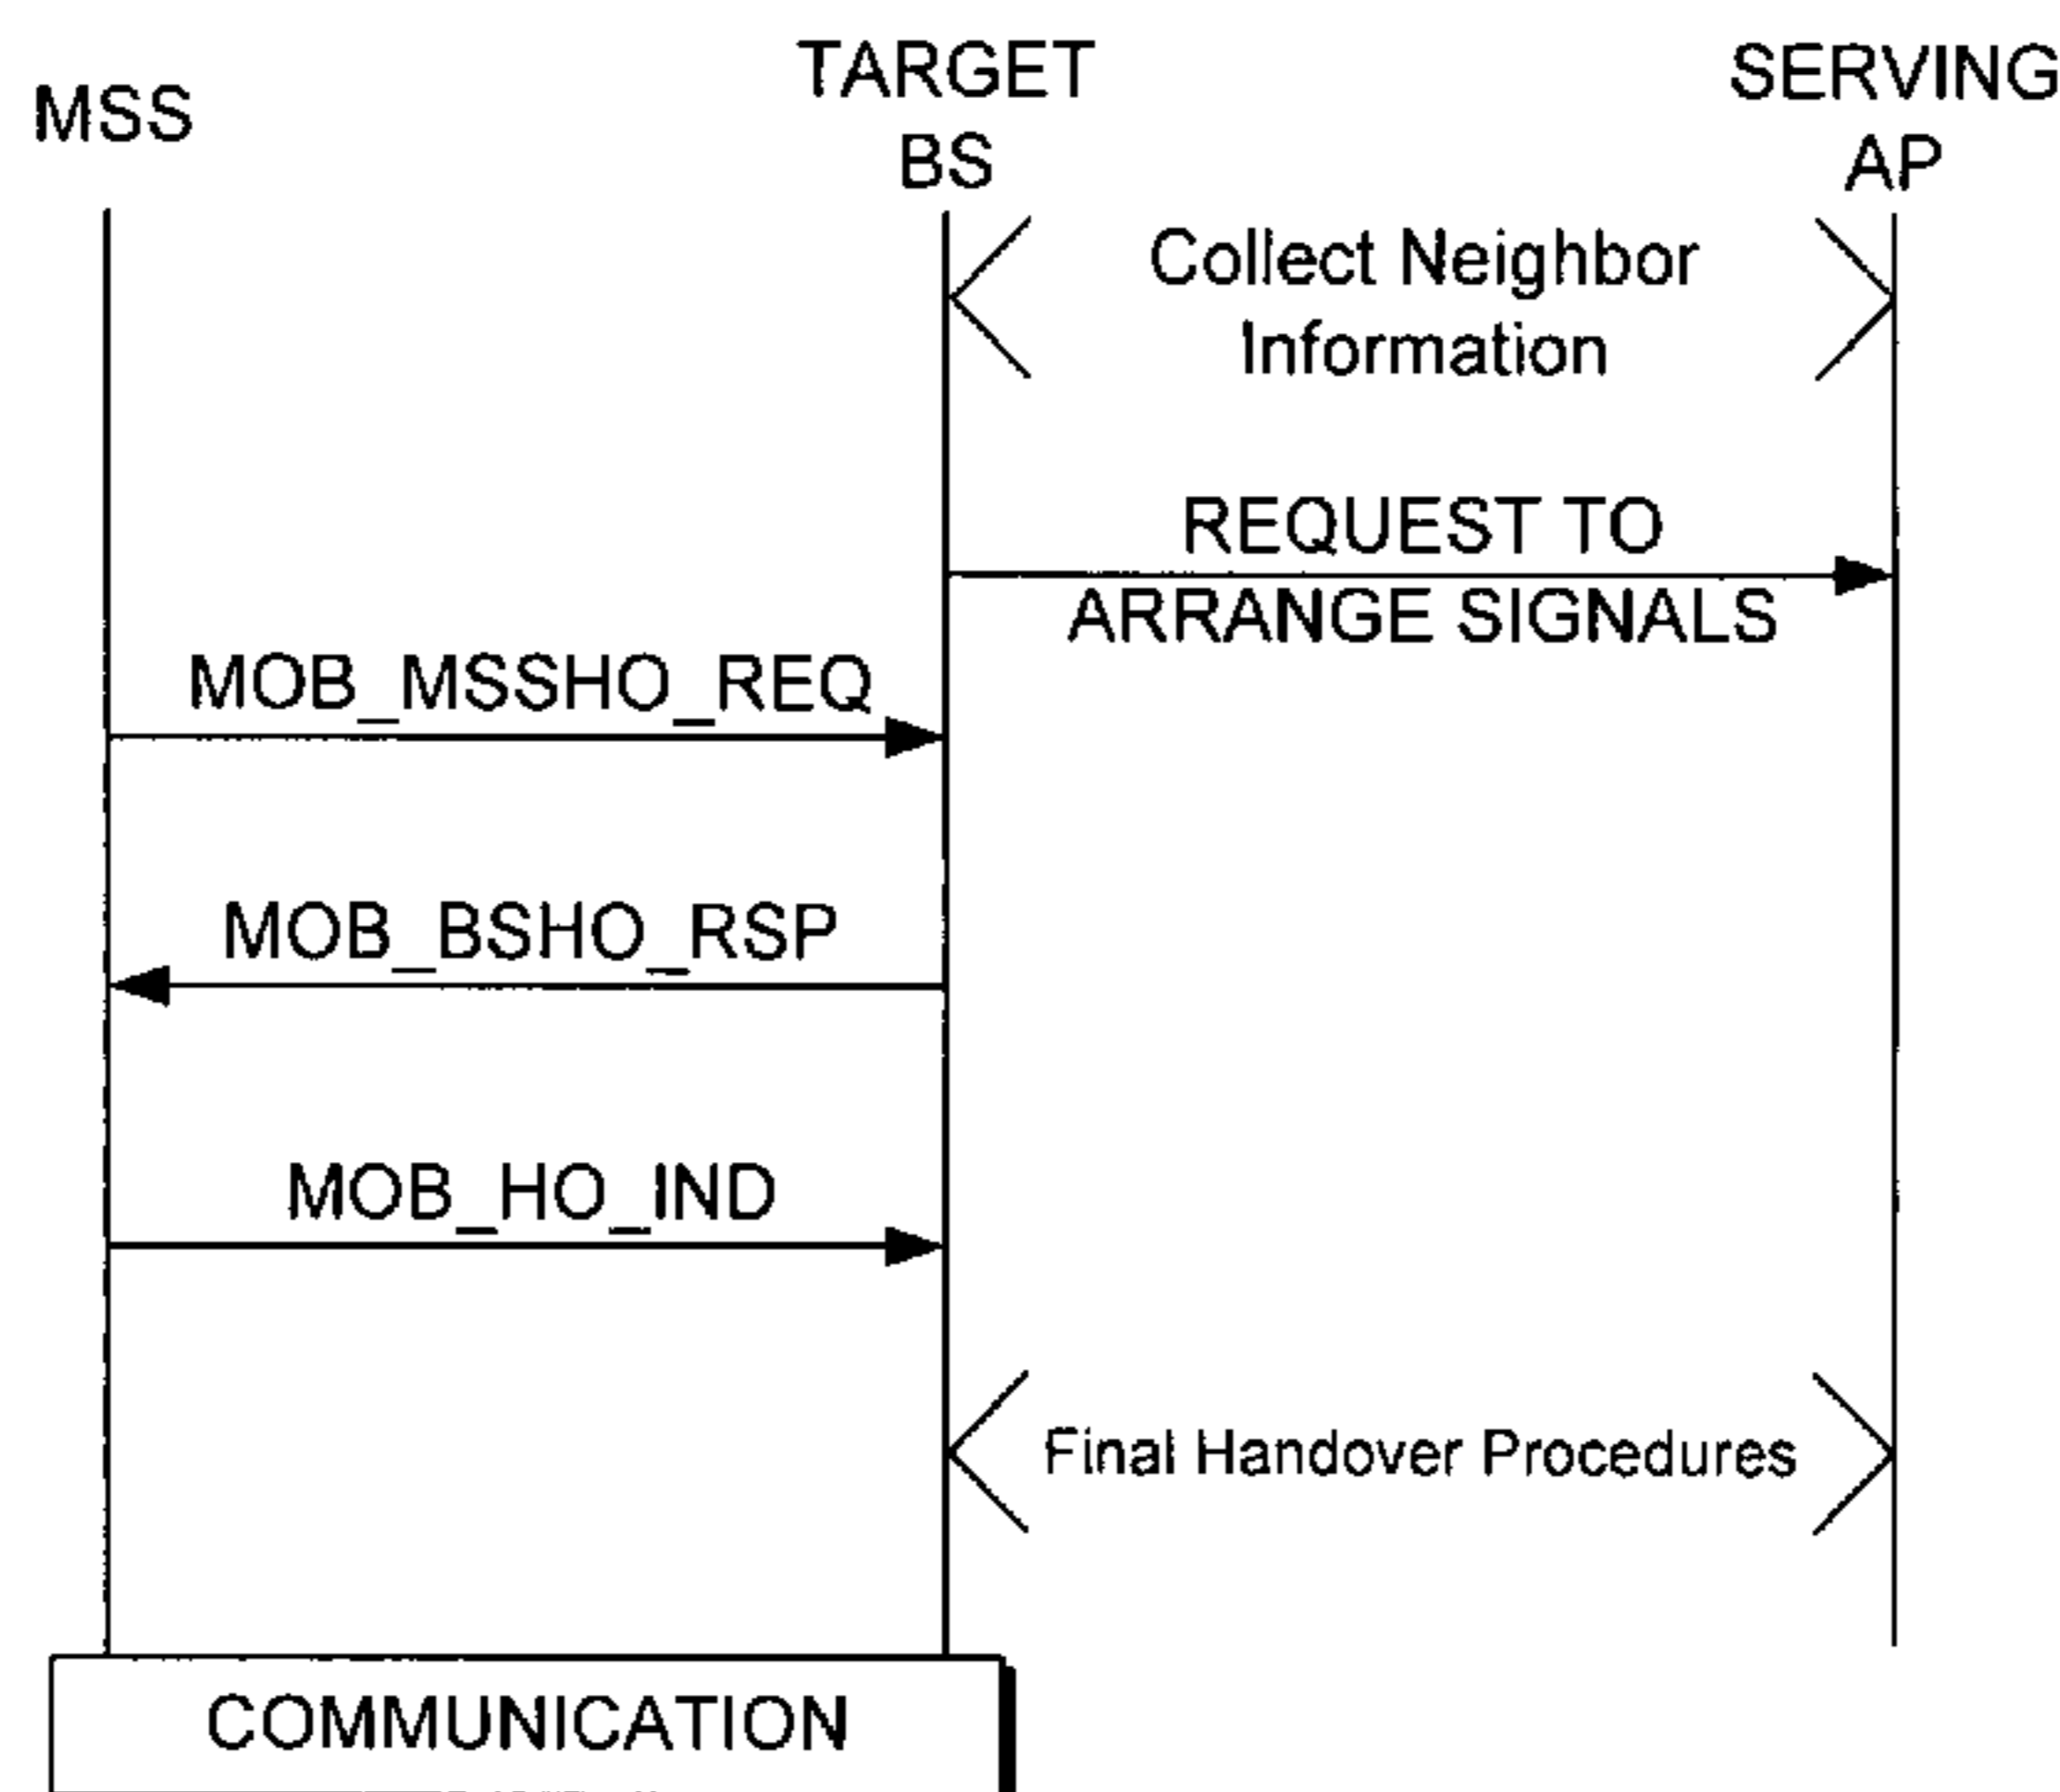 MSS
TARGET
BS
SERVING
AP
Collect Neighbor
Information
REQUEST TO
ARRANGE SIGNALS
MOB_MSSHO_REQ
MOB_BSHO_RSP
MOB_HO_IND
Final Handover Procedures
COMMUNICATION